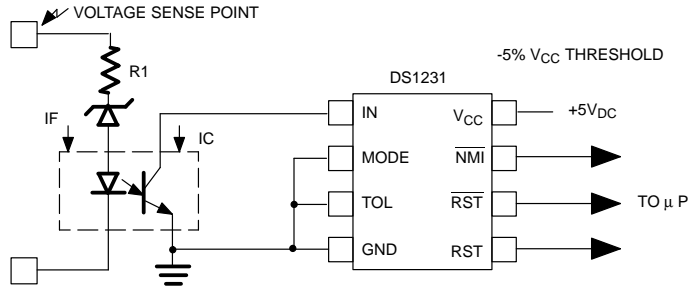 VOLTAGE SENSE POINT
R1
-5% VCC THRESHOLD
DS1231
IF
IC
IN
VCC
+5VDC
MODE
NMI
TOL
RST
TO μ P
GND
RST